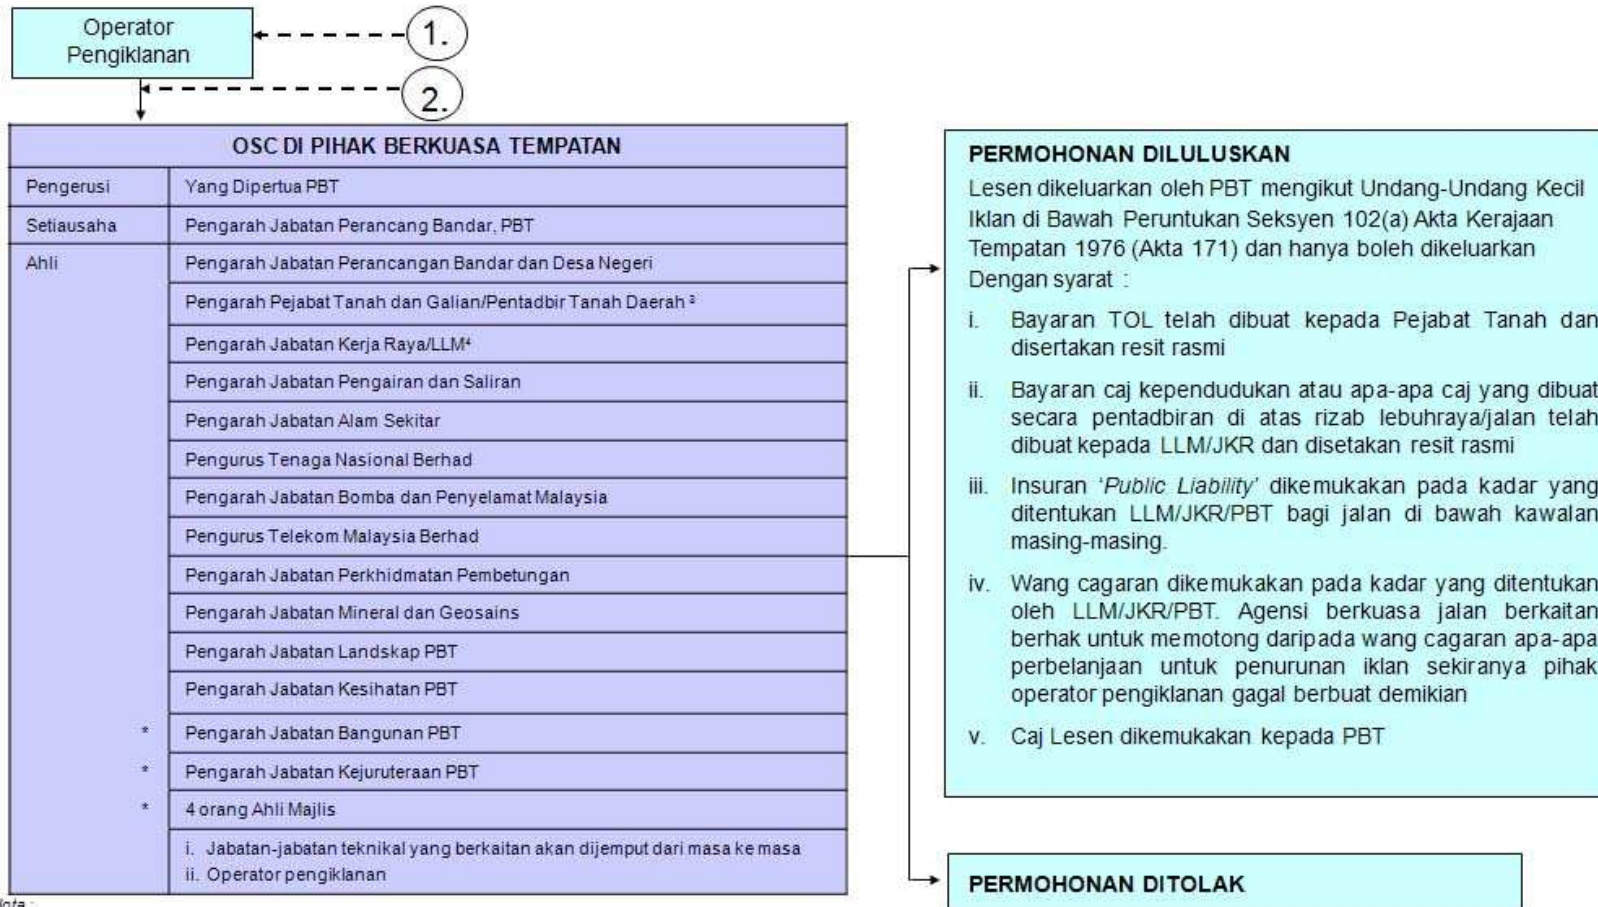 Operator
Pengiklanan
1.
2.
OSC DI PIHAK BERKUASA TEMPATAN
Pengerusi Yang Dipertua PBT
Setiausaha Pengarah Jabatan Perancang Bandar, PBT
Ahli Pengarah Jabatan Perancangan Bandar dan Desa Negeri
Pengarah Pejabat Tanah dan Galian/Pentadbir Tanah Daerah ³
Pengarah Jabatan Kerja Raya/LLM⁴
Pengarah Jabatan Pengairan dan Saliran
Pengarah Jabatan Alam Sekitar
Pengurus Tenaga Nasional Berhad
Pengarah Jabatan Bomba dan Penyelamat Malaysia
Pengurus Telekom Malaysia Berhad
Pengarah Jabatan Perkhidmatan Pembetungan
Pengarah Jabatan Mineral dan Geosains
Pengarah Jabatan Landskap PBT
Pengarah Jabatan Kesihatan PBT
* Pengarah Jabatan Bangunan PBT
* Pengarah Jabatan Kejuruteraan PBT
* 4 orang Ahli Majlis
i. Jabatan-jabatan teknikal yang berkaitan akan dijemput dari masa ke masa
ii. Operator pengiklanan
Nota :
PERMOHONAN DILULUSKAN
Lesen dikeluarkan oleh PBT mengikut Undang-Undang Kecil
Iklan di Bawah Peruntukan Seksyen 102(a) Akta Kerajaan
Tempatan 1976 (Akta 171) dan hanya boleh dikeluarkan
Dengan syarat :
i. Bayaran TOL telah dibuat kepada Pejabat Tanah dan
disertakan resit rasmi
ii. Bayaran caj kependudukan atau apa-apa caj yang dibuat
secara pentadbiran di atas rizab lebuhraya/jalan telah
dibuat kepada LLM/JKR dan disetakan resit rasmi
iii. Insuran 'Public Liability' dikemukakan pada kadar yang
ditentukan LLM/JKR/PBT bagi jalan di bawah kawalan
masing-masing.
iv. Wang cagaran dikemukakan pada kadar yang ditentukan
oleh LLM/JKR/PBT. Agensi berkuasa jalan berkaitan
berhak untuk memotong daripada wang cagaran apa-apa
perbelanjaan untuk penurunan iklan sekiranya pihak
operator pengiklanan gagal berbuat demikian
v. Caj Lesen dikemukakan kepada PBT
PERMOHONAN DITOLAK